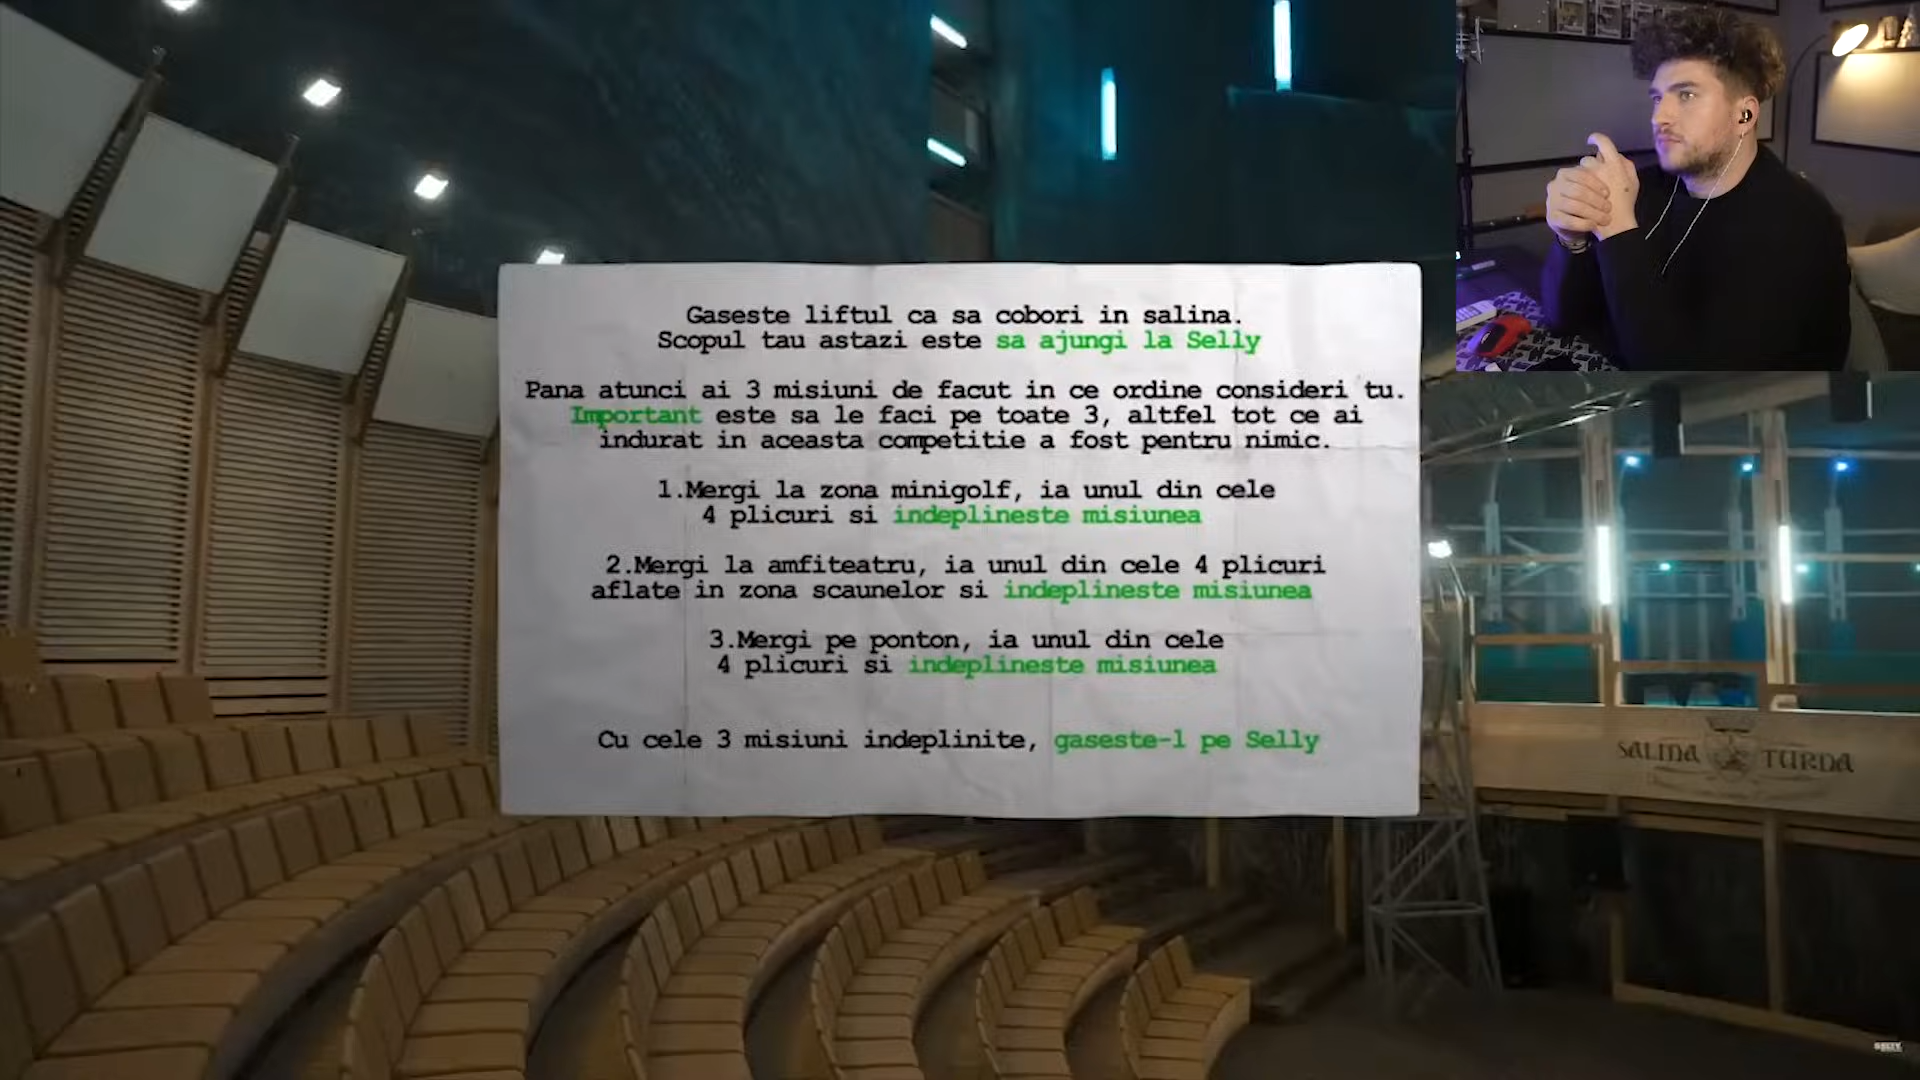 Gaseste liftul ca sa cobori in salina.
Scopul tau astazi este sa ajungi la Selly
Pana atunci ai 3 misiuni de facut in ce ordine consideri tu.
Important este sa le faci pe toate 3, altfel tot ce ai
indurat in aceasta competitie a fost pentru nimic.
1.Mergi la zona minigolf, ia unul din cele
4 plicuri si indeplineste misiunea
2.Mergi la amfiteatru, ia unul din cele 4 plicuri
aflate in zona scaunelor si indeplineste misiunea
3.Mergi pe ponton, ia unul din cele
4 plicuri si indeplineste misiunea
Cu cele 3 misiuni indeplinite, gaseste-l pe Selly
SALINA TURDA